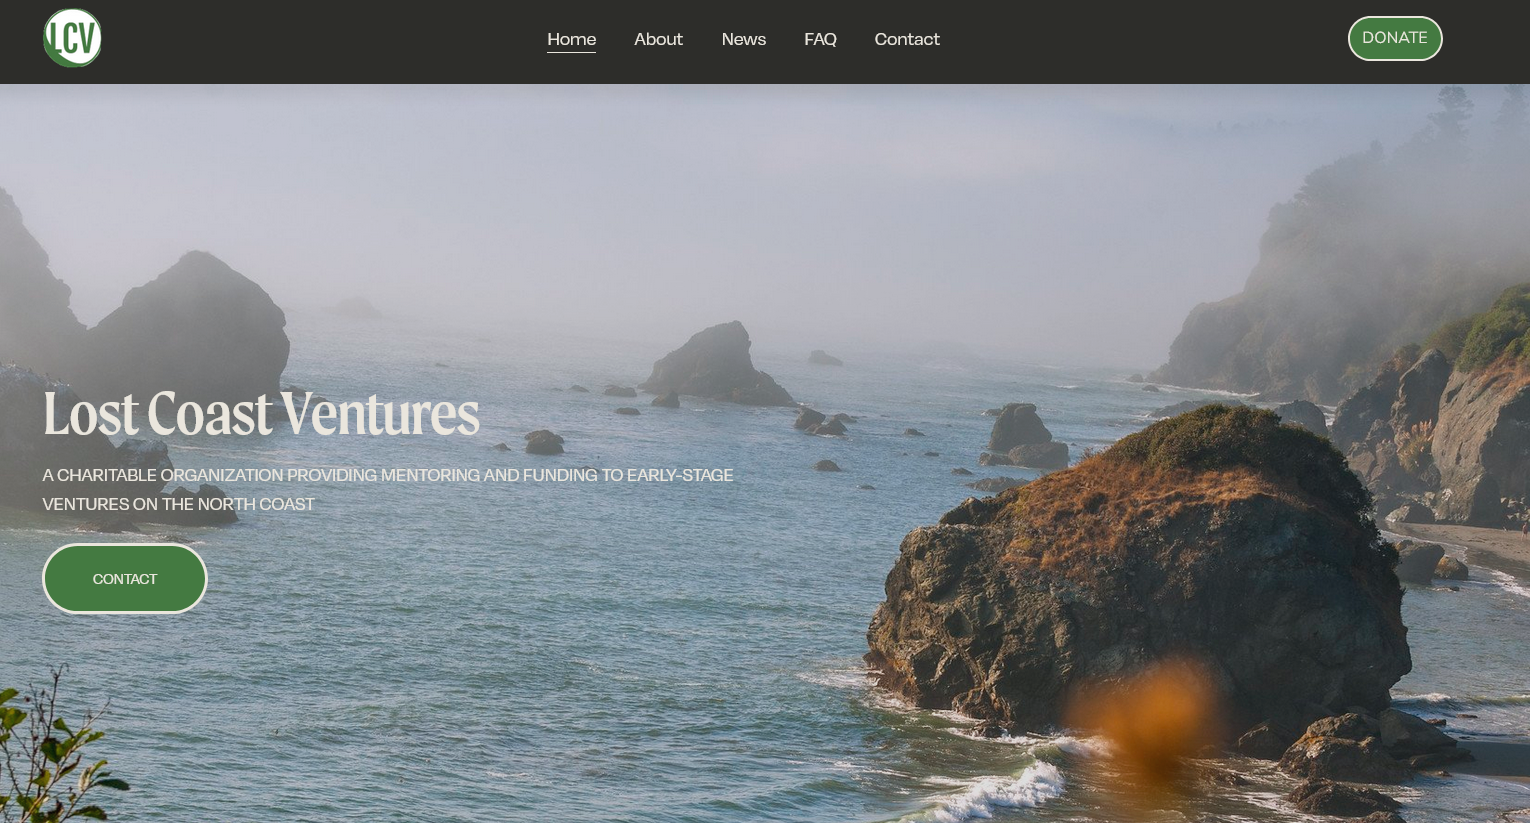 LCV
Home
About
News
FAQ
Contact
DONATE
Lost Coast Ventures
A CHARITABLE ORGANIZATION PROVIDING MENTORING AND FUNDING TO EARLY-STAGE
VENTURES ON THE NORTH COAST
CONTACT